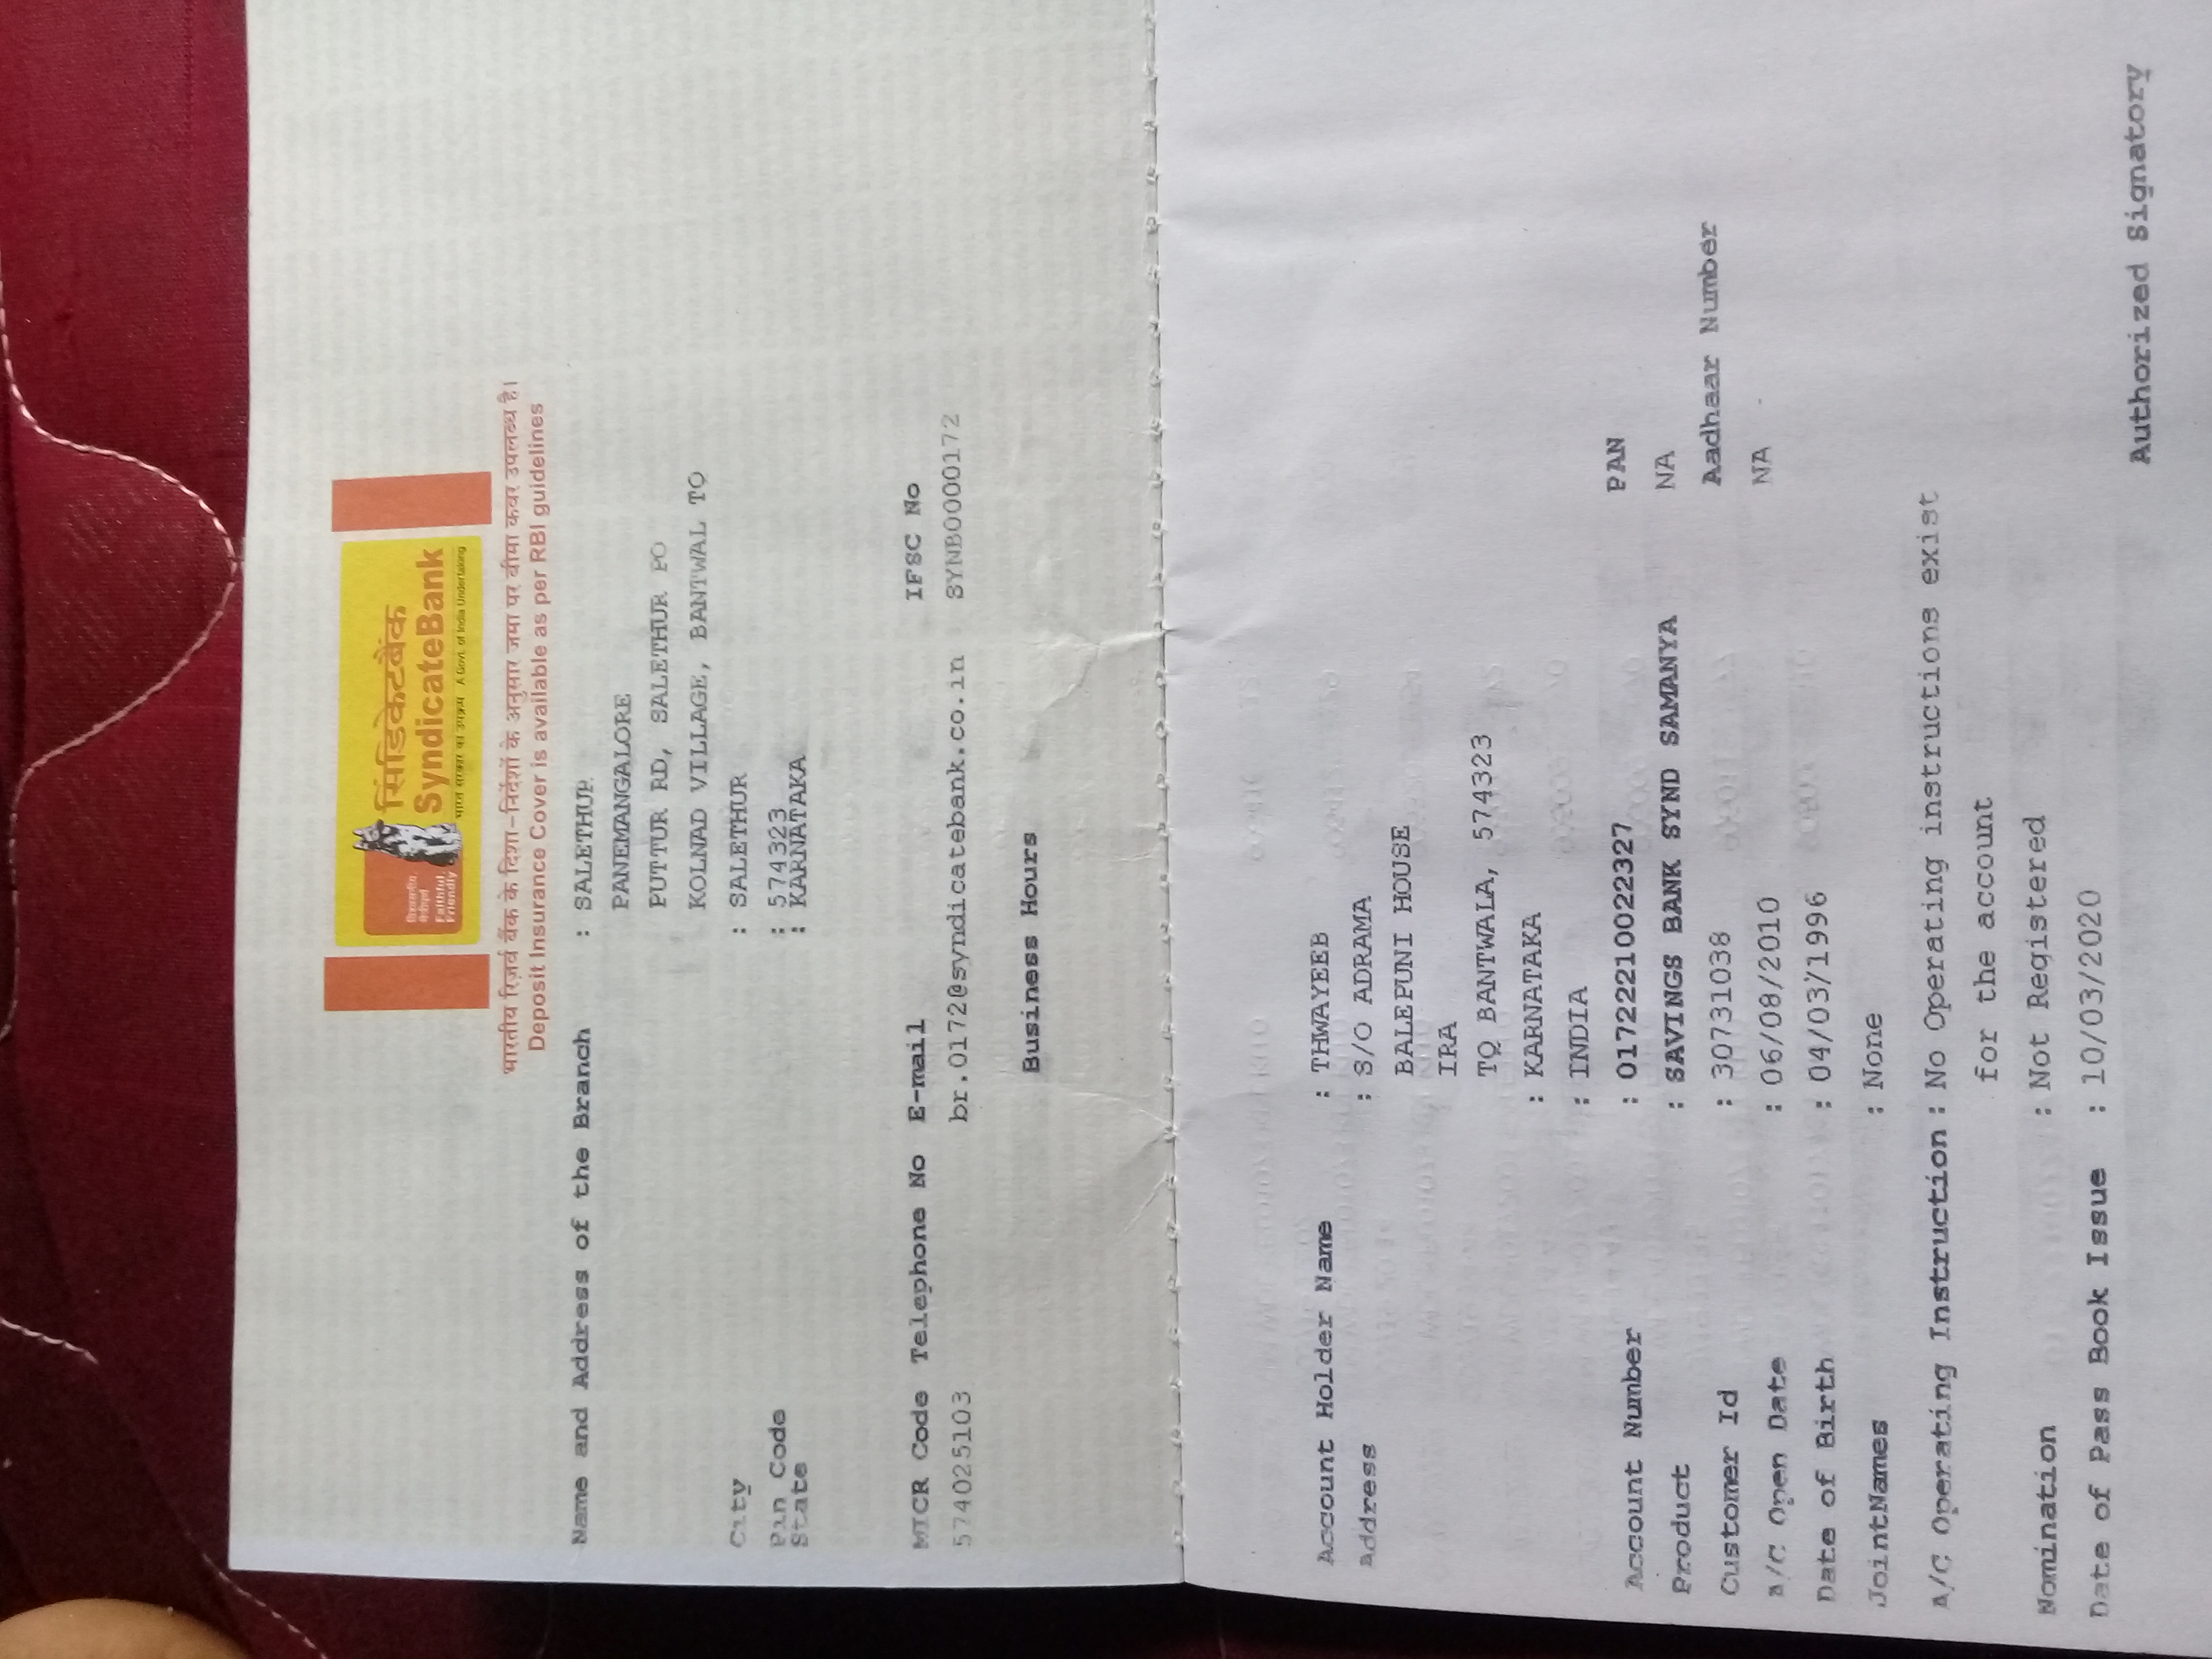 विश्वसनीय, मैत्रीपूर्ण
Faithful, Friendly
सिंडिकेटबैंक
SyndicateBank
भारत सरकार का उपक्रम A Govt. of India Undertaking
भारतीय रिज़र्व बैंक के दिशा-निर्देशों के अनुसार जमा पर बीमा कवर उपलब्ध है।
Deposit Insurance Cover is available as per RBI guidelines
Name and Address of the Branch : SALETHUR
PANEMANGALORE
PUTTUR RD, SALETHUR PO
KOLNAD VILLAGE, BANTWAL TQ
City : SALETHUR
Pin Code : 574323
State : KARNATAKA
MICR Code Telephone No E-mail IFSC No
574025103 br.0172@syndicatebank.co.in SYNB0000172
Business Hours
Account Holder Name : THWAYEEB
Address : S/O ADRAMA
BALEPUNI HOUSE
IRA
TQ BANTWALA, 574323
: KARNATAKA
: INDIA
Account Number : 01722210022327 PAN
Product : SAVINGS BANK SYND SAMANYA NA
Customer Id : 30731038 Aadhaar Number
A/C Open Date : 06/08/2010 NA
Date of Birth : 04/03/1996
JointNames : None
A/C Operating Instruction : No Operating instructions exist
for the account
Nomination : Not Registered
Date of Pass Book Issue : 10/03/2020
Authorized Signatory